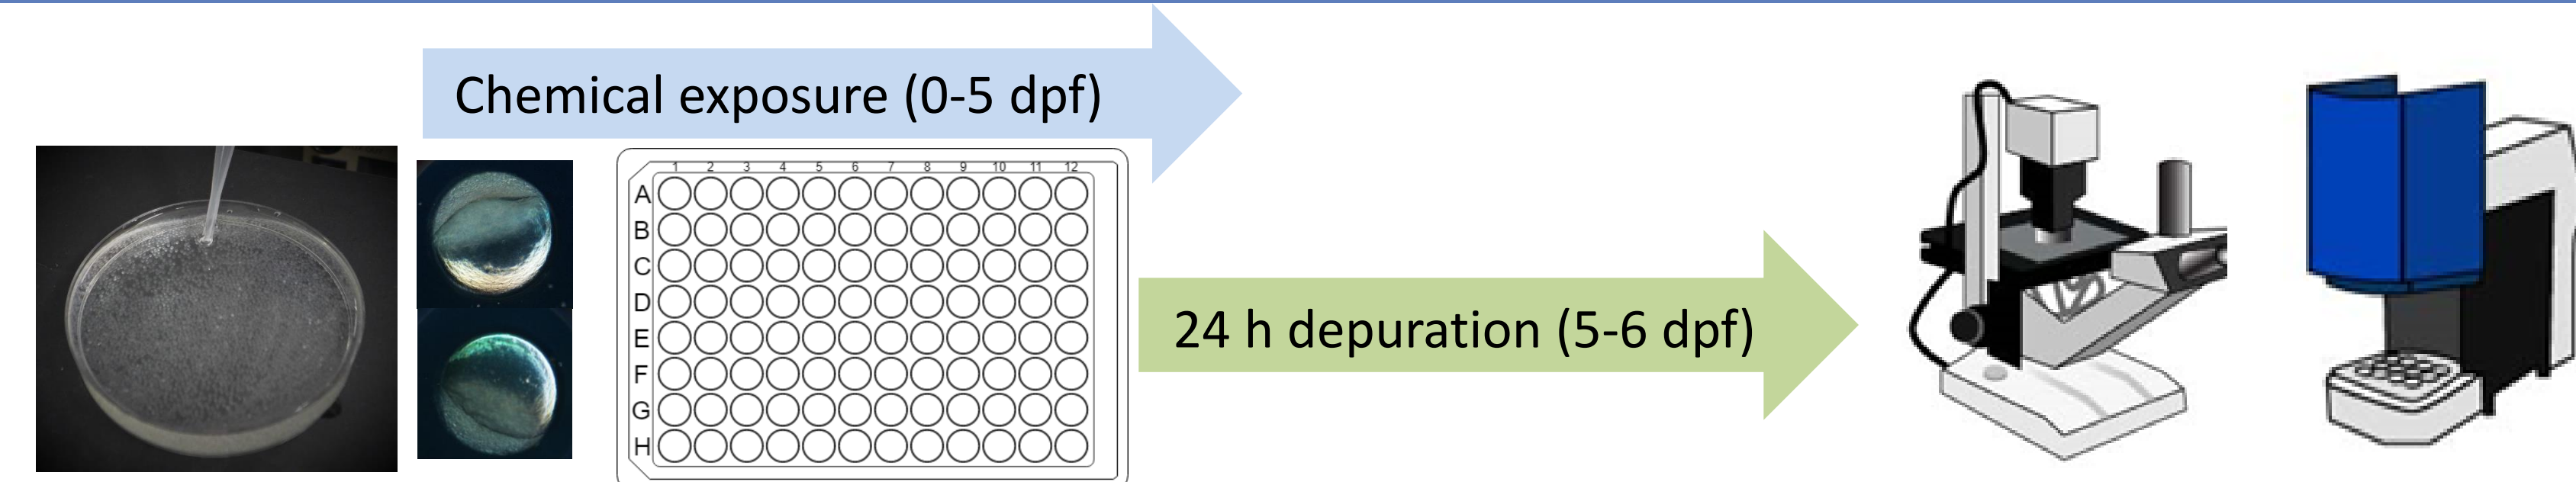 Chemical exposure (0-5 dpf)
1 2 3 4 5 6 7 8 9 10 11 12
A
B
C
D
E
F
G
H
24 h depuration (5-6 dpf)